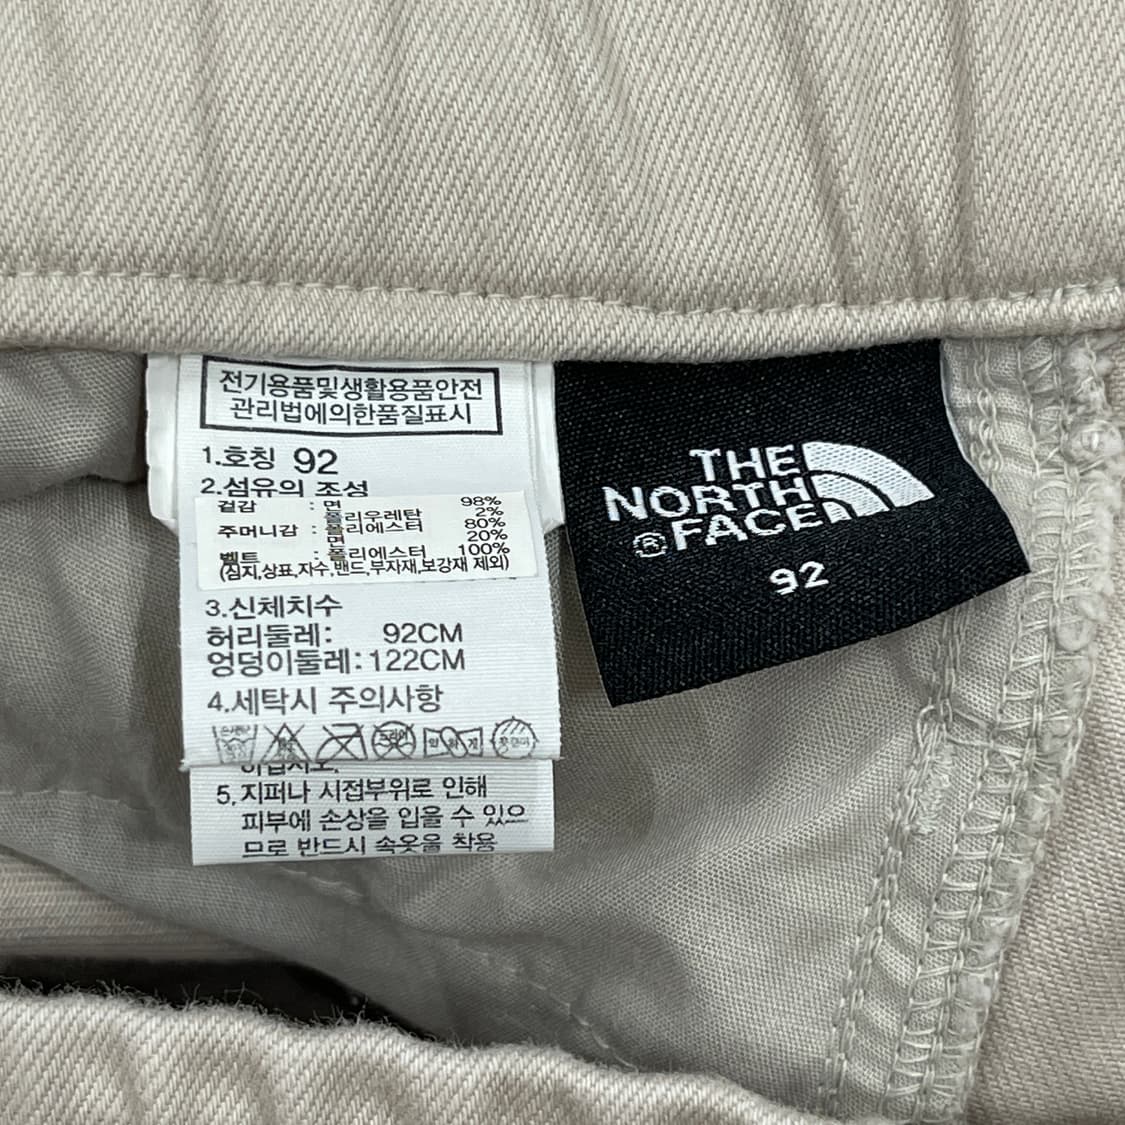 전기용품및생활용품안전
관리법에의한품질표시
1.호칭 92
2.섬유의 조성
겉감 : 면 98%
폴리우레탄 2%
주머니감 : 폴리에스터 80%
면 20%
벨트 : 폴리에스터 100%
(심지,상표,자수,밴드,부자재,보강재 제외)
3.신체치수
허리둘레: 92CM
엉덩이둘레:122CM
4.세탁시 주의사항
드라이
약하게
5.지퍼나 시접부위로 인해
피부에 손상을 입을 수 있으
므로 반드시 속옷을 착용
THE
NORTH
® FACE
92